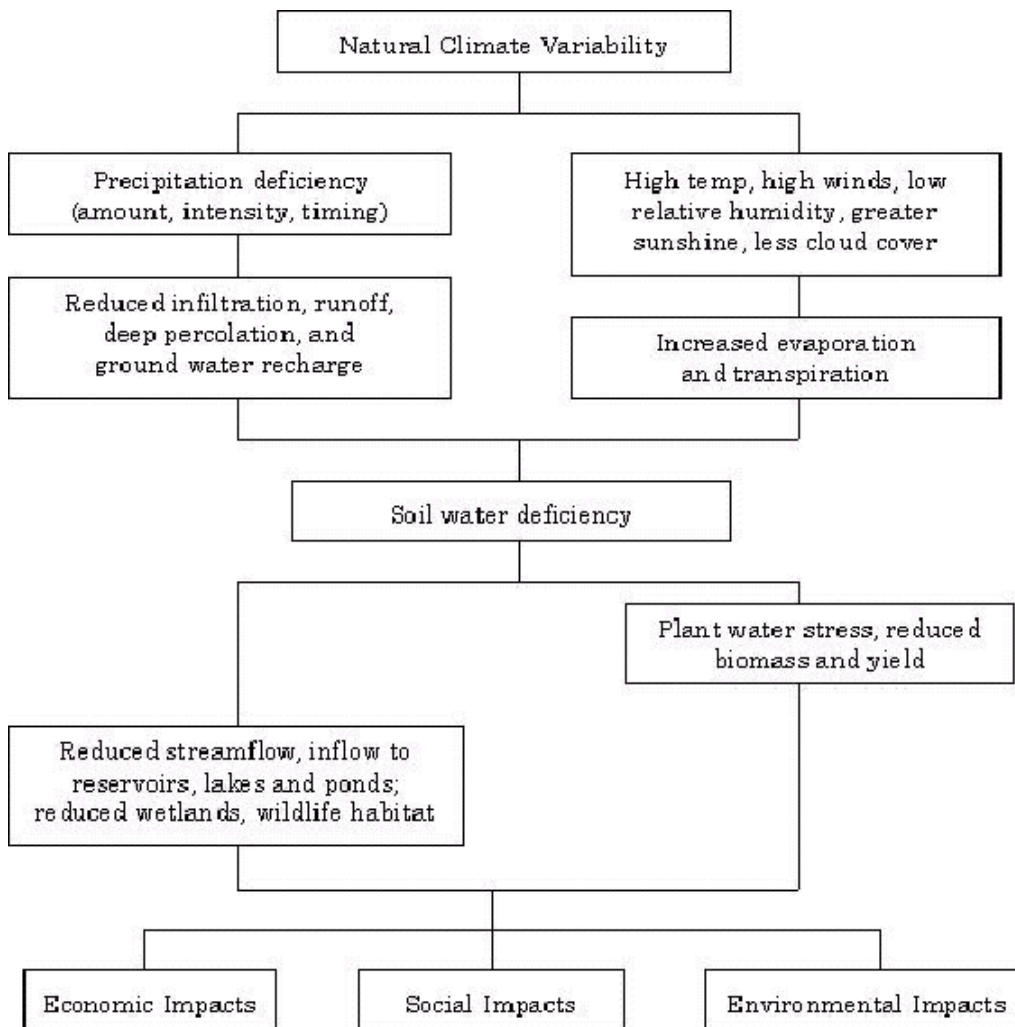 Natural Climate Variability
Precipitation deficiency
(amount, intensity, timing)
High temp, high winds, low
relative humidity, greater
sunshine, less cloud cover
Reduced infiltration, runoff,
deep percolation, and
ground water recharge
Increased evaporation
and transpiration
Soil water deficiency
Plant water stress, reduced
biomass and yield
Reduced streamflow, inflow to
reservoirs, lakes and ponds;
reduced wetlands, wildlife habitat
Economic Impacts
Social Impacts
Environmental Impacts